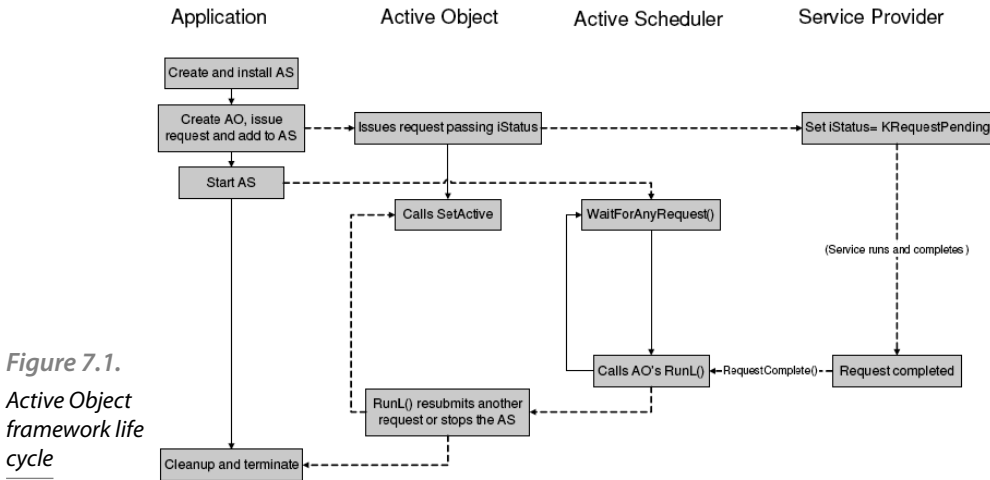 Application
Active Object
Active Scheduler
Service Provider
Create and install AS
Create AO, issue
request and add to AS
Issues request passing iStatus
Set iStatus= KRequestPending
Start AS
Calls SetActive
WaitForAnyRequest()
(Service runs and completes)
Calls AO's RunL()
RequestComplete()
Request completed
RunL() resubmits another
request or stops the AS
Cleanup and terminate
Figure 7.1.
Active Object
framework life
cycle